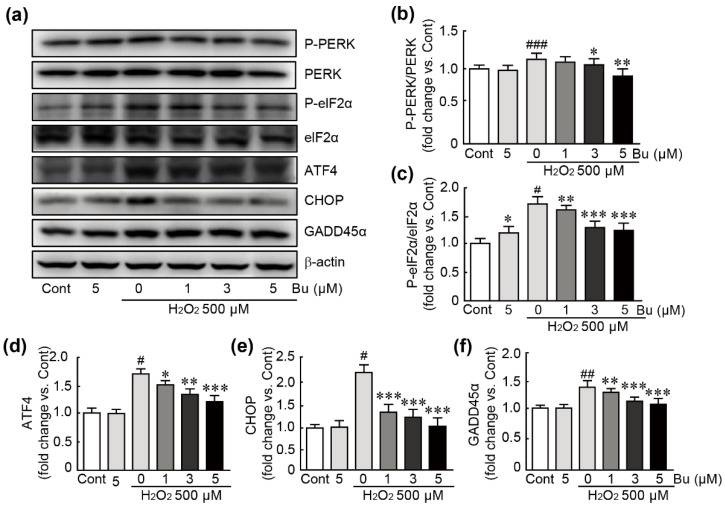 (a)
P-PERK
PERK
P-eIF2α
eIF2α
ATF4
CHOP
GADD45α
β-actin
Cont 5 0 1 3 5 Bu (μM)
H₂O₂ 500 μM
(b)
P-PERK/PERK
(fold change vs. Cont)
1.5
1.0
0.5
### * **
Cont 5 0 1 3 5 Bu (μM)
H₂O₂ 500 μM
(c)
P-eIF2α/eIF2α
(fold change vs. Cont)
2.0
1.5
1.0
0.5
* # ** *** ***
Cont 5 0 1 3 5
H₂O₂ 500 μM
(d)
ATF4
(fold change vs. Cont)
2.0
1.5
1.0
0.5
# * ** ***
Cont 5 0 1 3 5
H₂O₂ 500 μM
(e)
CHOP
(fold change vs. Cont)
2.5
2.0
1.5
1.0
0.5
# *** *** ***
Cont 5 0 1 3 5
H₂O₂ 500 μM
(f)
GADD45α
(fold change vs. Cont)
2.0
1.5
1.0
0.5
## ** *** ***
Cont 5 0 1 3 5 Bu (μM)
H₂O₂ 500 μM